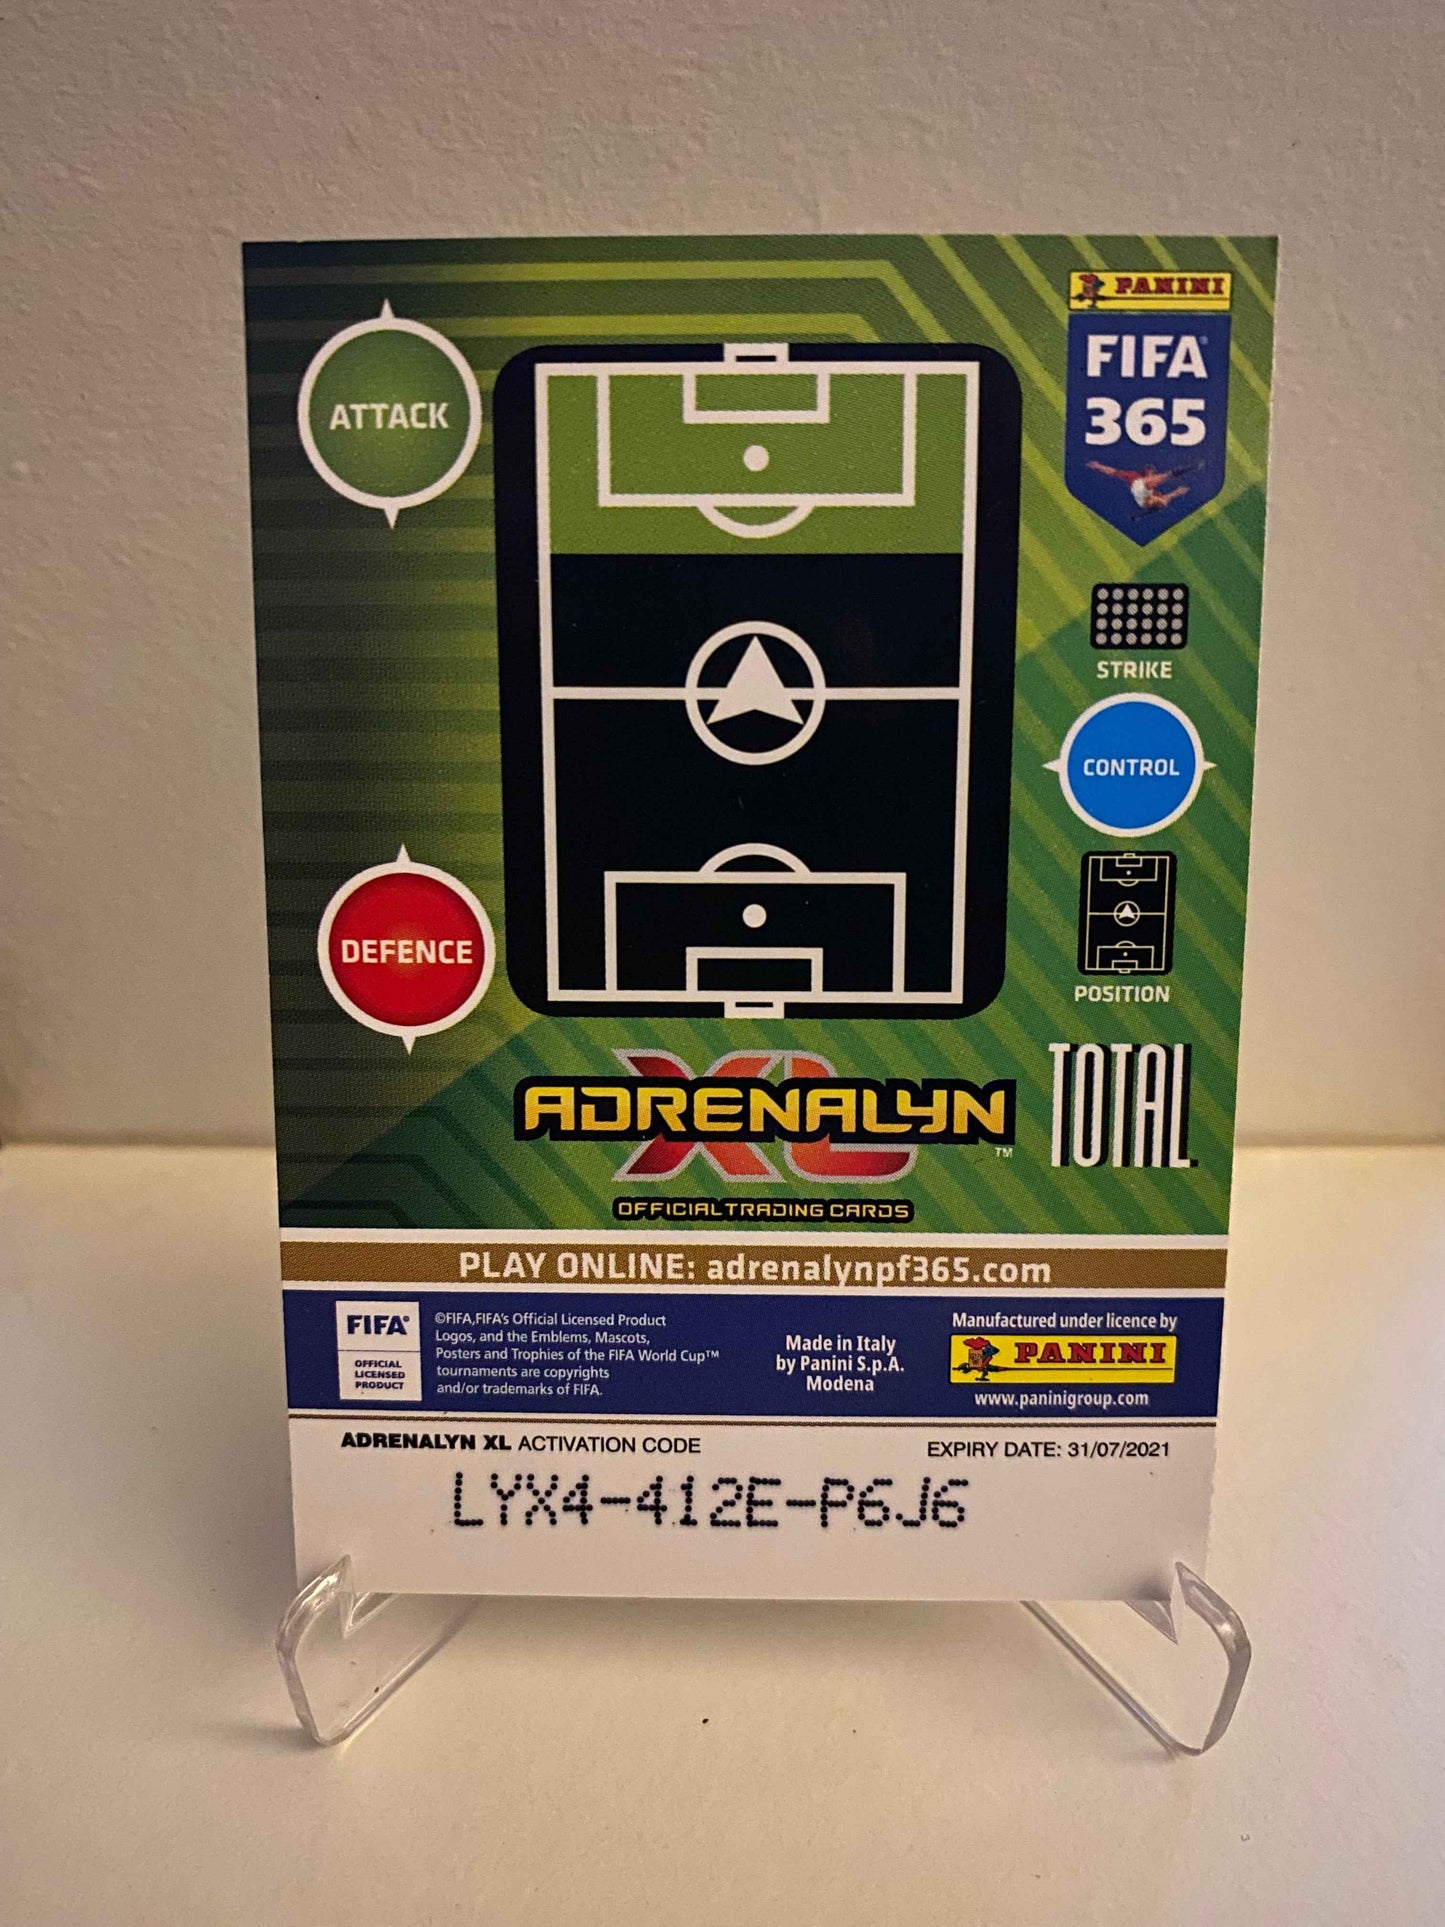 PANINI
FIFA
365
ATTACK
STRIKE
CONTROL
DEFENCE
POSITION
XL
ADRENALYN™
OFFICIAL TRADING CARDS
TOTAL
PLAY ONLINE: adrenalynpf365.com
FIFA®
OFFICIAL
LICENSED
PRODUCT
©FIFA,FIFA's Official Licensed Product
Logos, and the Emblems, Mascots,
Posters and Trophies of the FIFA World Cup™
tournaments are copyrights
and/or trademarks of FIFA.
Made in Italy
by Panini S.p.A.
Modena
Manufactured under licence by
PANINI
www.paninigroup.com
ADRENALYN XL ACTIVATION CODE
EXPIRY DATE: 31/07/2021
LYX4-412E-P6J6